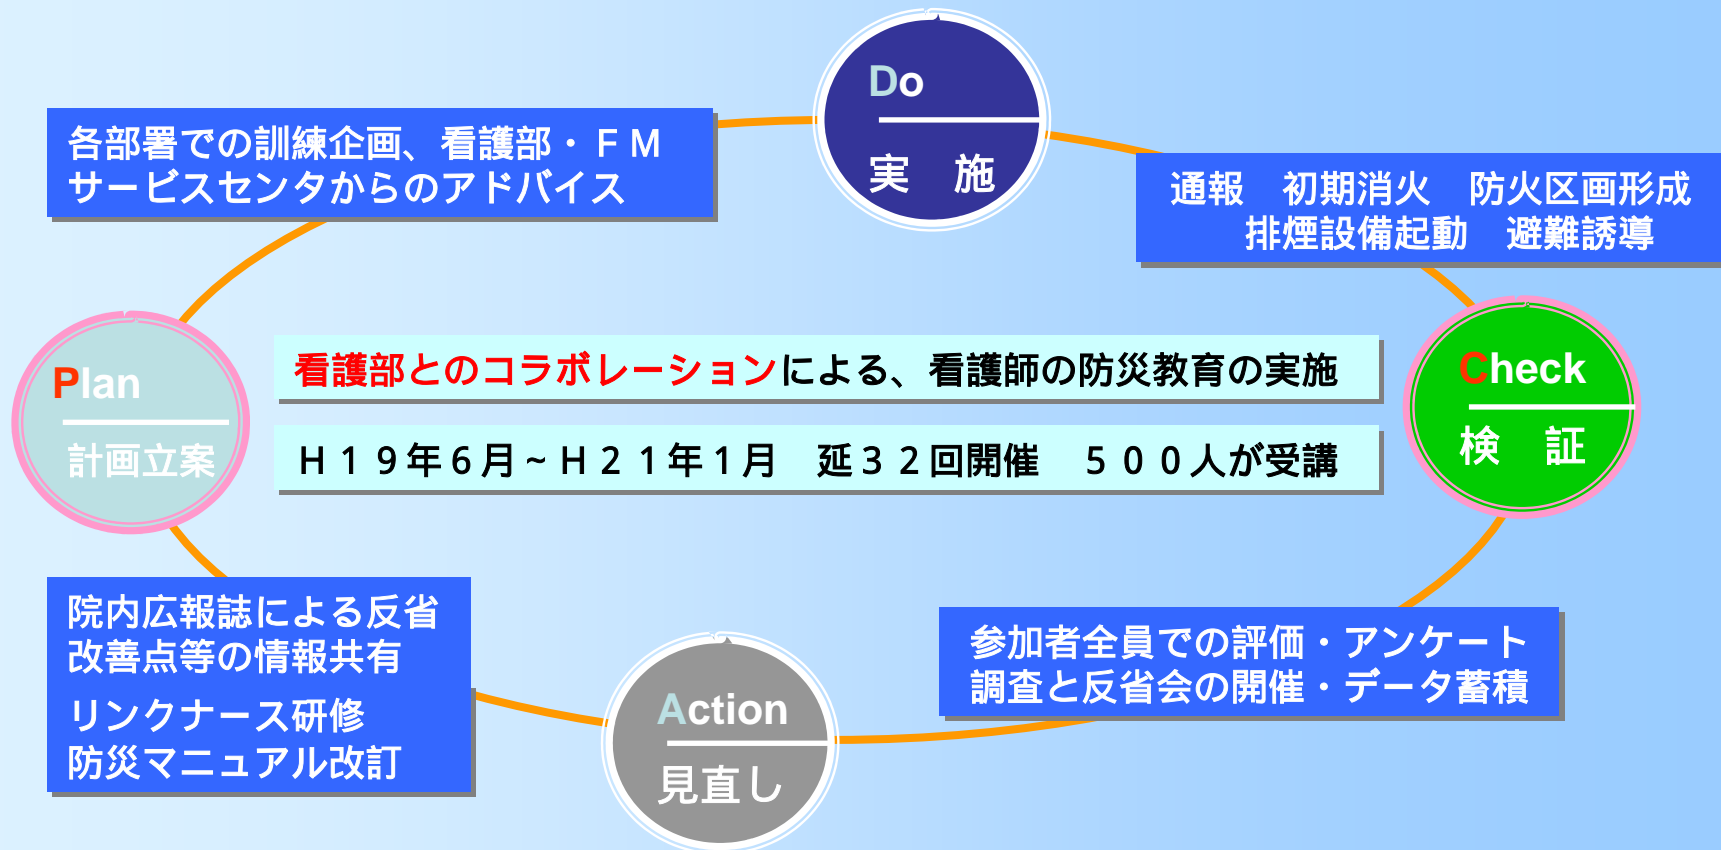 Do
実　施
各部署での訓練企画、看護部・ＦＭ
サービスセンタからのアドバイス
通報　初期消火　防火区画形成
排煙設備起動　避難誘導
Plan
計画立案
看護部とのコラボレーションによる、看護師の防災教育の実施
Ｈ１９年６月～Ｈ２１年１月　延３２回開催　５００人が受講
Check
検　証
院内広報誌による反省
改善点等の情報共有
リンクナース研修
防災マニュアル改訂
Action
見直し
参加者全員での評価・アンケート
調査と反省会の開催・データ蓄積